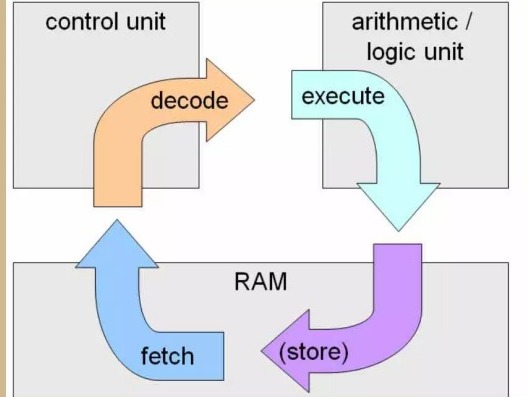 control unit
arithmetic /
logic unit
decode
execute
RAM
fetch
(store)